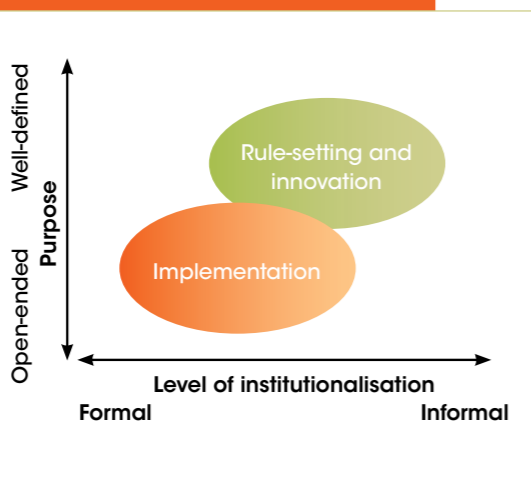 Well-defined
Purpose
Open-ended
Rule-setting and
innovation
Implementation
Level of institutionalisation
Formal
Informal